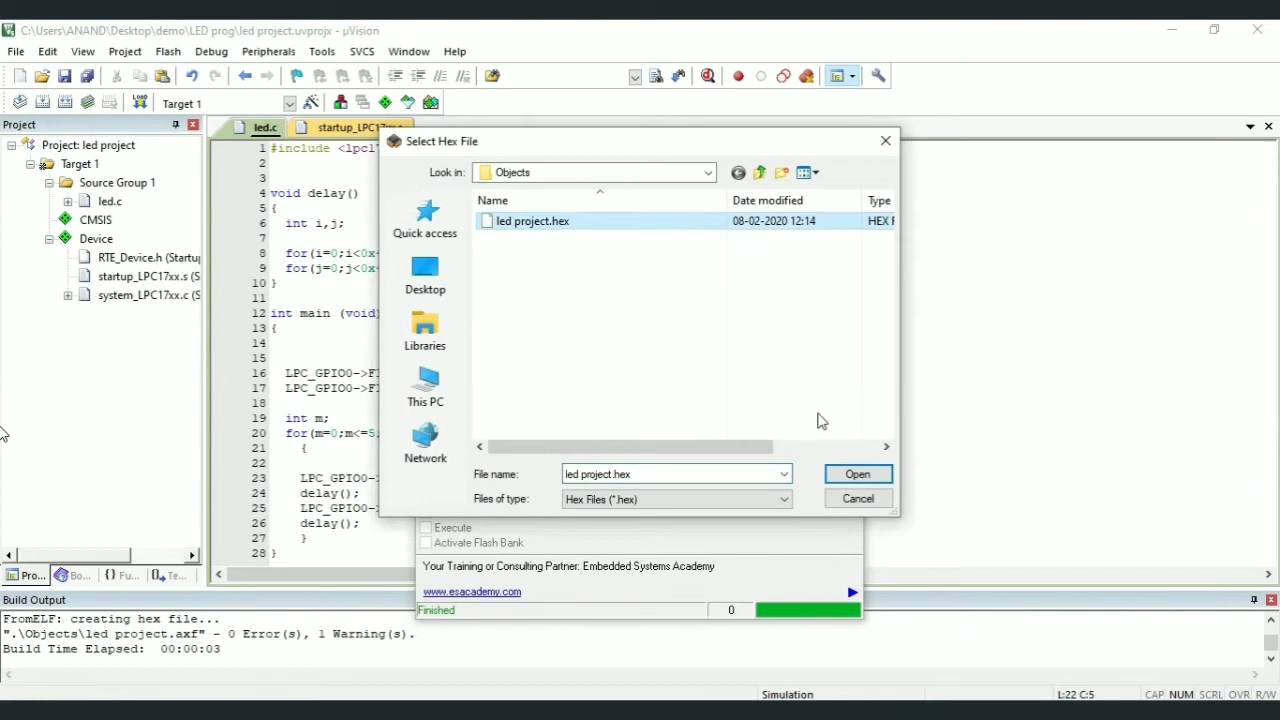 C:\Users\ANAND\Desktop\demo\LED prog\led project.uvprojx - µVision
File Edit View Project Flash Debug Peripherals Tools SVCS Window Help
LOAD Target 1
Project
led.c startup_LPC17xx.s
Project: led project
Target 1
Source Group 1
led.c
CMSIS
Device
RTE_Device.h (Startu
startup_LPC17xx.s (S
system_LPC17xx.c (S
Pro... Bo... {} Fu... Te...
1 #include <lpc1
2
3
4 void delay()
5 {
6 int i,j;
7
8 for(i=0;i<0x
9 for(j=0;j<0x
10 }
11
12 int main (void)
13 {
14
15
16 LPC_GPIO0->FI
17 LPC_GPIO0->FI
18
19 int m;
20 for(m=0;m<=5;
21 {
22
23 LPC_GPIO0->
24 delay();
25 LPC_GPIO0->
26 delay();
27 }
28 }
Select Hex File
Look in: Objects
Quick access
Desktop
Libraries
This PC
Network
Name Date modified Type
led project.hex 08-02-2020 12:14 HEX F
File name: led project.hex Open
Files of type: Hex Files (*.hex) Cancel
Execute
Activate Flash Bank
Your Training or Consulting Partner: Embedded Systems Academy
www.esacademy.com
Finished 0
Build Output
FromELF: creating hex file...
".\Objects\led project.axf" - 0 Error(s), 1 Warning(s).
Build Time Elapsed: 00:00:03
Simulation L:22 C:5 CAP NUM SCRL OVR R/W